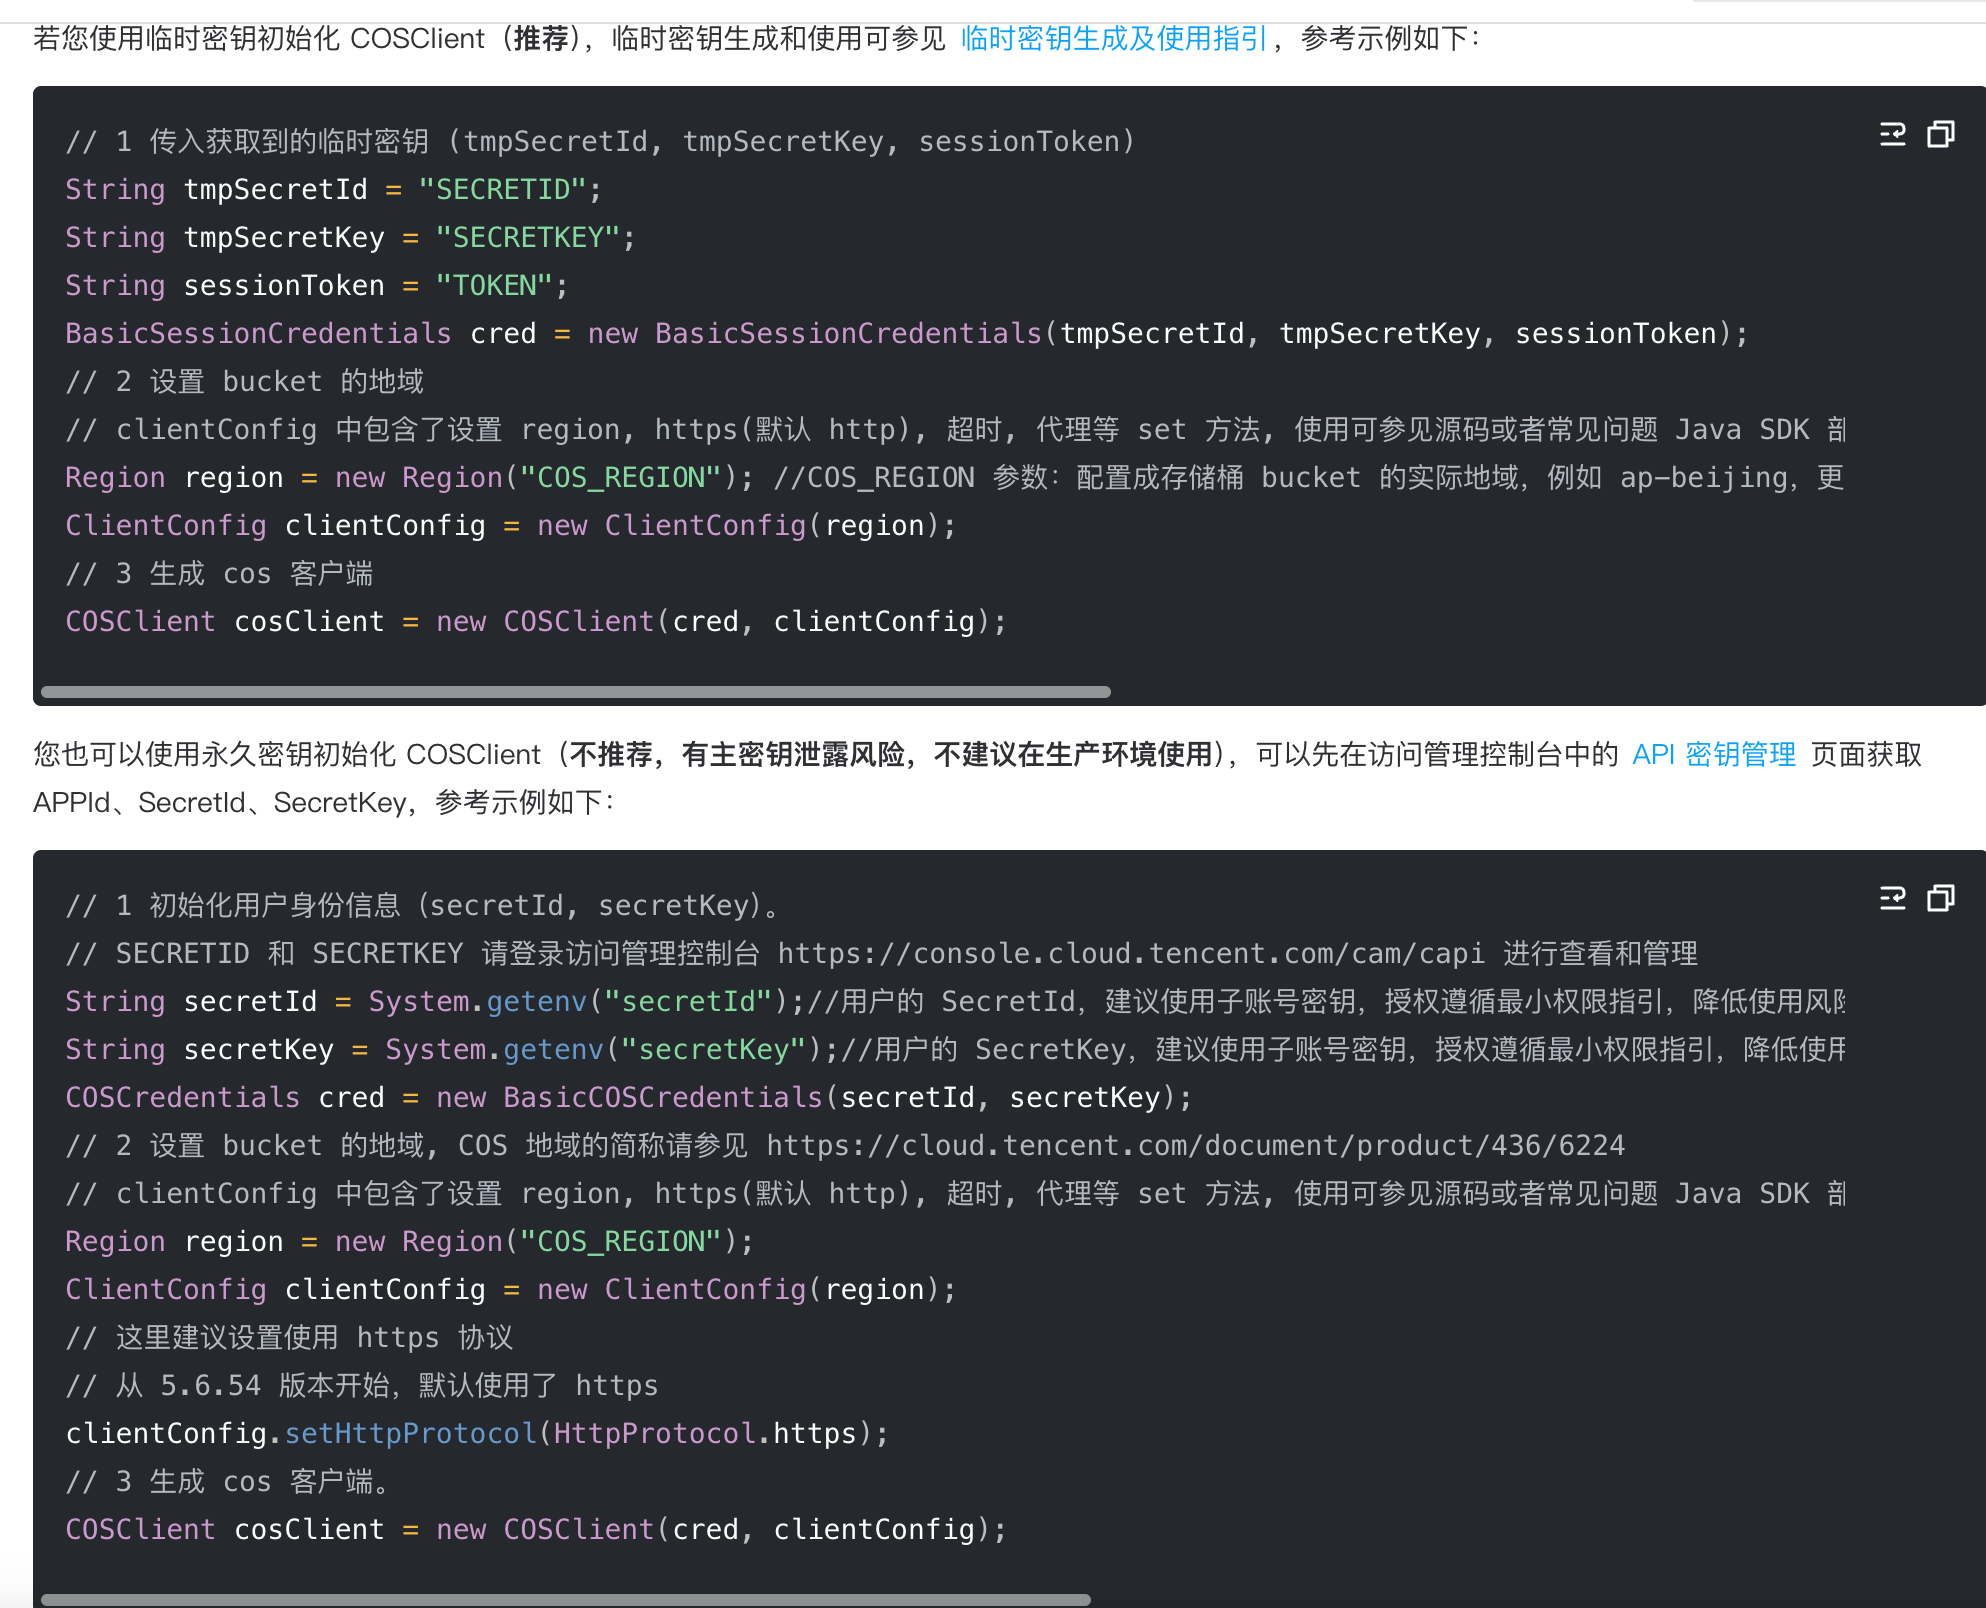 若您使用临时密钥初始化 COSClient（推荐），临时密钥生成和使用可参见 临时密钥生成及使用指引，参考示例如下：
// 1 传入获取到的临时密钥 (tmpSecretId, tmpSecretKey, sessionToken)
String tmpSecretId = "SECRETID";
String tmpSecretKey = "SECRETKEY";
String sessionToken = "TOKEN";
BasicSessionCredentials cred = new BasicSessionCredentials(tmpSecretId, tmpSecretKey, sessionToken);
// 2 设置 bucket 的地域
// clientConfig 中包含了设置 region, https(默认 http), 超时, 代理等 set 方法, 使用可参见源码或者常见问题 Java SDK 部
Region region = new Region("COS_REGION"); //COS_REGION 参数：配置成存储桶 bucket 的实际地域，例如 ap-beijing，更
ClientConfig clientConfig = new ClientConfig(region);
// 3 生成 cos 客户端
COSClient cosClient = new COSClient(cred, clientConfig);
您也可以使用永久密钥初始化 COSClient（不推荐，有主密钥泄露风险，不建议在生产环境使用），可以先在访问管理控制台中的 API 密钥管理 页面获取
APPId、SecretId、SecretKey，参考示例如下：
// 1 初始化用户身份信息（secretId, secretKey）。
// SECRETID 和 SECRETKEY 请登录访问管理控制台 https://console.cloud.tencent.com/cam/capi 进行查看和管理
String secretId = System.getenv("secretId");//用户的 SecretId，建议使用子账号密钥，授权遵循最小权限指引，降低使用风险
String secretKey = System.getenv("secretKey");//用户的 SecretKey，建议使用子账号密钥，授权遵循最小权限指引，降低使用
COSCredentials cred = new BasicCOSCredentials(secretId, secretKey);
// 2 设置 bucket 的地域, COS 地域的简称请参见 https://cloud.tencent.com/document/product/436/6224
// clientConfig 中包含了设置 region, https(默认 http), 超时, 代理等 set 方法, 使用可参见源码或者常见问题 Java SDK 部
Region region = new Region("COS_REGION");
ClientConfig clientConfig = new ClientConfig(region);
// 这里建议设置使用 https 协议
// 从 5.6.54 版本开始，默认使用了 https
clientConfig.setHttpProtocol(HttpProtocol.https);
// 3 生成 cos 客户端。
COSClient cosClient = new COSClient(cred, clientConfig);